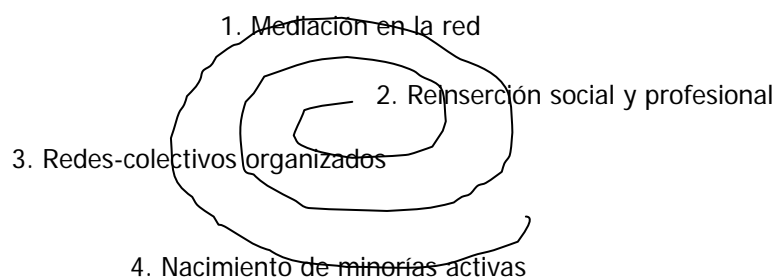 1. Mediación en la red
2. Reinserción social y profesional
3. Redes-colectivos organizados
4. Nacimiento de minorías activas